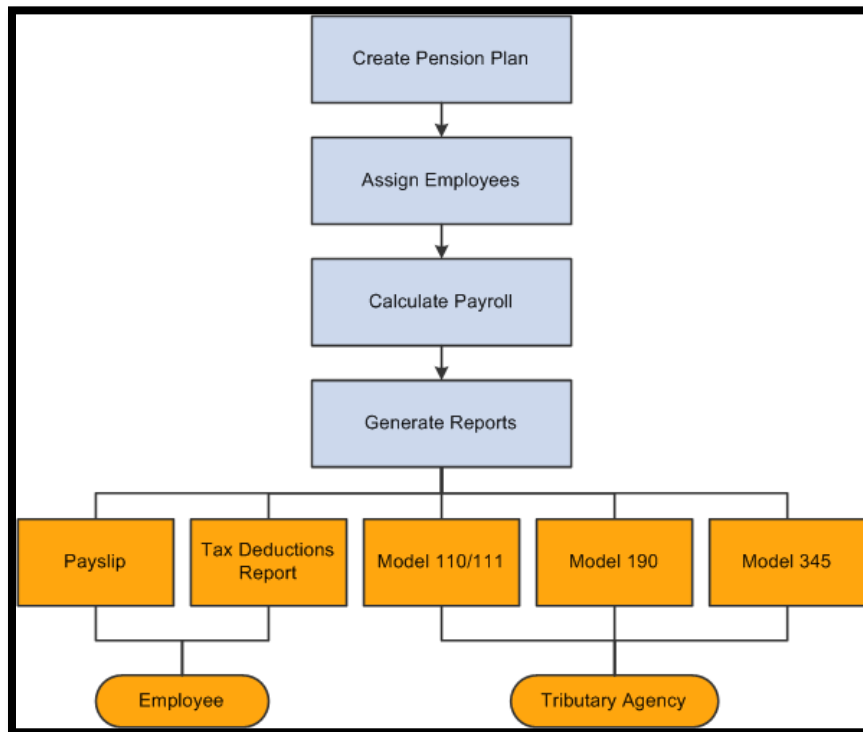 Create Pension Plan
Assign Employees
Calculate Payroll
Generate Reports
Payslip
Tax Deductions
Report
Model 110/111
Model 190
Model 345
Employee
Tributary Agency